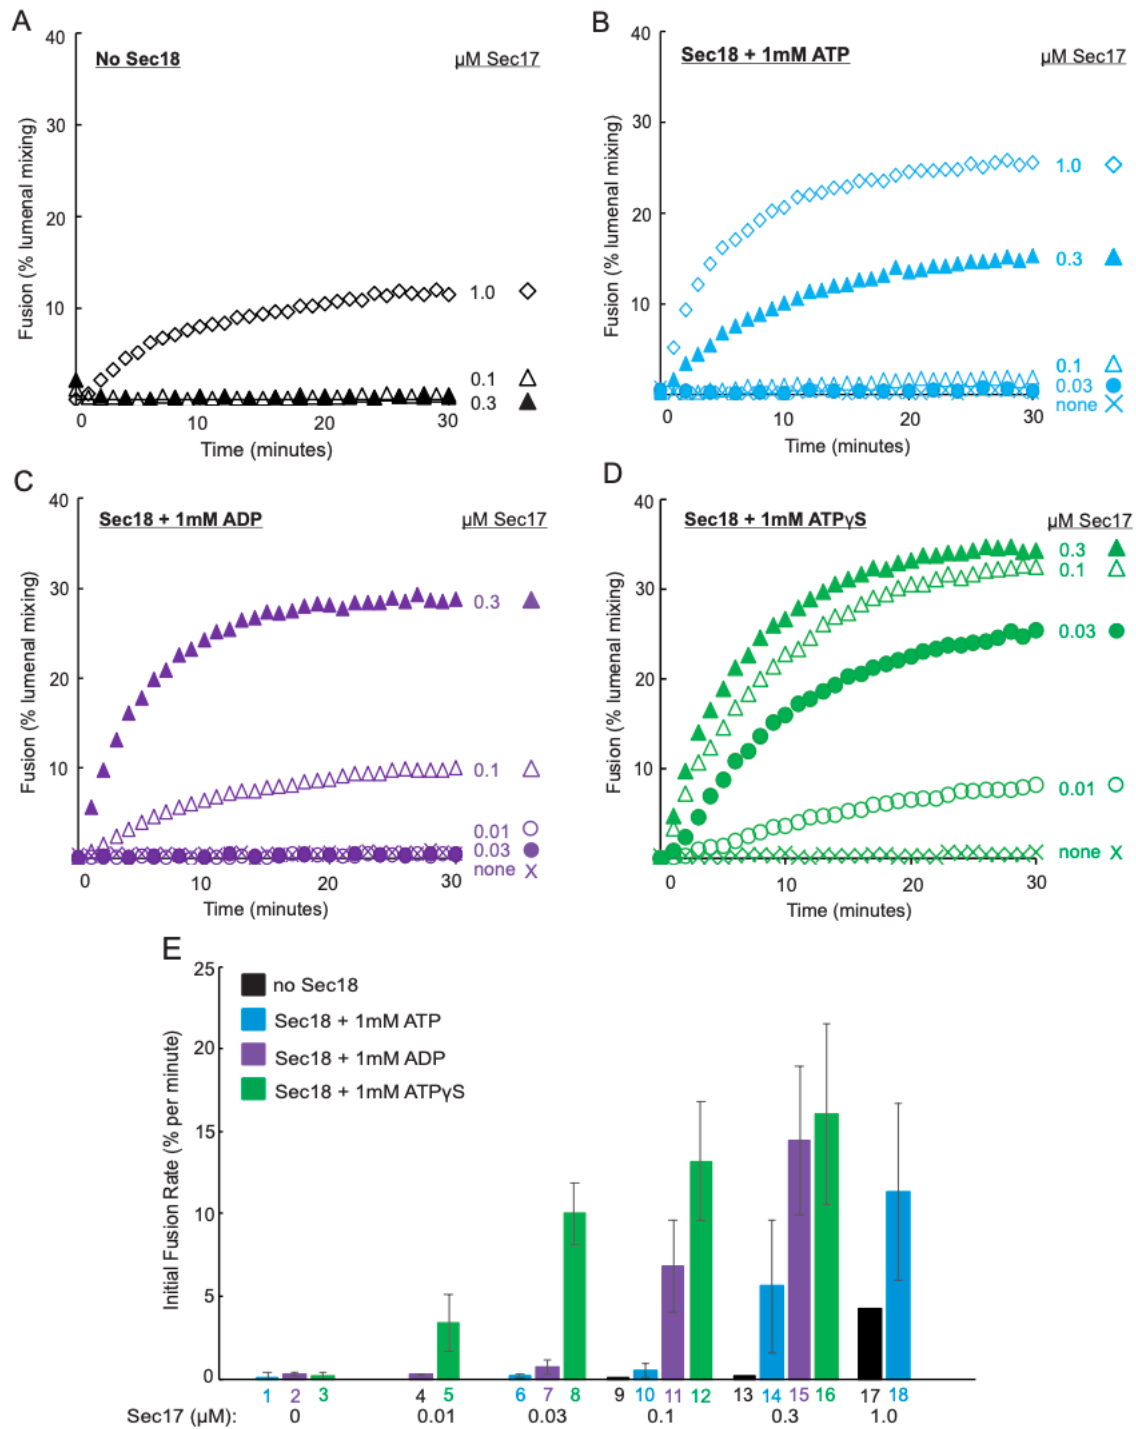 A
No Sec18
µM Sec17
Fusion (% lumenal mixing)
40
30
20
10
1.0
0.1
0.3
0 10 20 30
Time (minutes)
B
Sec18 + 1mM ATP
µM Sec17
Fusion (% lumenal mixing)
40
30
20
10
1.0
0.3
0.1
0.03
none
0 10 20 30
Time (minutes)
C
Sec18 + 1mM ADP
µM Sec17
Fusion (% lumenal mixing)
40
30
20
10
0.3
0.1
0.01
0.03
none
0 10 20 30
Time (minutes)
D
Sec18 + 1mM ATPγS
µM Sec17
Fusion (% lumenal mixing)
40
30
20
10
0.3
0.1
0.03
0.01
none
0 10 20 30
Time (minutes)
E
Initial Fusion Rate (% per minute)
25
20
15
10
5
0
no Sec18
Sec18 + 1mM ATP
Sec18 + 1mM ADP
Sec18 + 1mM ATPγS
1 2 3 4 5 6 7 8 9 10 11 12 13 14 15 16 17 18
Sec17 (µM): 0 0.01 0.03 0.1 0.3 1.0